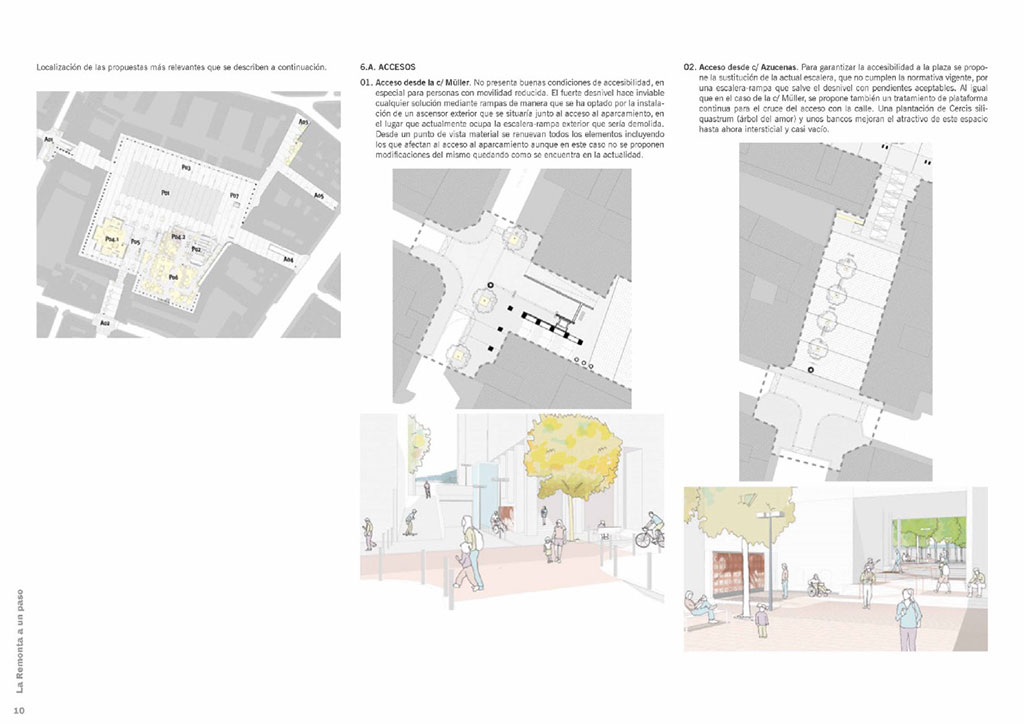 Localización de las propuestas más relevantes que se describen a continuación.
A01
A03
P03
P01
P07
A05
P04.1
P05
P04.2
P02
P06
A04
A02
6.A. ACCESOS
01. Acceso desde la c/ Müller. No presenta buenas condiciones de accesibilidad, en
especial para personas con movilidad reducida. El fuerte desnivel hace inviable
cualquier solución mediante rampas de manera que se ha optado por la instala-
ción de un ascensor exterior que se situaría junto al acceso al aparcamiento, en
el lugar que actualmente ocupa la escalera-rampa exterior que sería demolida.
Desde un punto de vista material se renuevan todos los elementos incluyendo
los que afectan al acceso al aparcamiento aunque en este caso no se proponen
modificaciones del mismo quedando como se encuentra en la actualidad.
02. Acceso desde c/ Azucenas. Para garantizar la accesibilidad a la plaza se propo-
ne la sustitución de la actual escalera, que no cumplen la normativa vigente, por
una escalera-rampa que salve el desnivel con pendientes aceptables. Al igual
que en el caso de la c/ Müller, se propone también un tratamiento de plataforma
continua para el cruce del acceso con la calle. Una plantación de Cercis sili-
quastrum (árbol del amor) y unos bancos mejoran el atractivo de este espacio
hasta ahora intersticial y casi vacío.
La Remonta a un paso
10